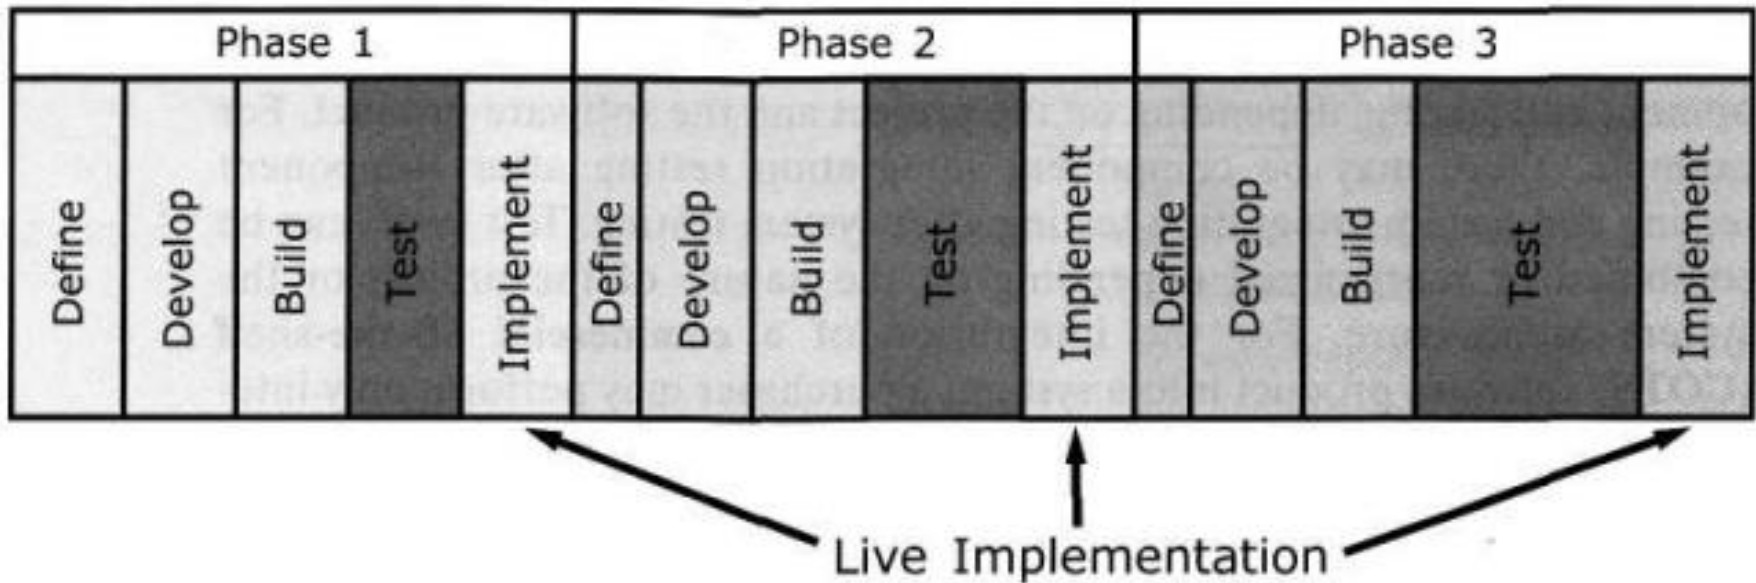 Phase 1
Phase 2
Phase 3
Define
Develop
Build
Test
Implement
Define
Develop
Build
Test
Implement
Define
Develop
Build
Test
Implement
Live Implementation